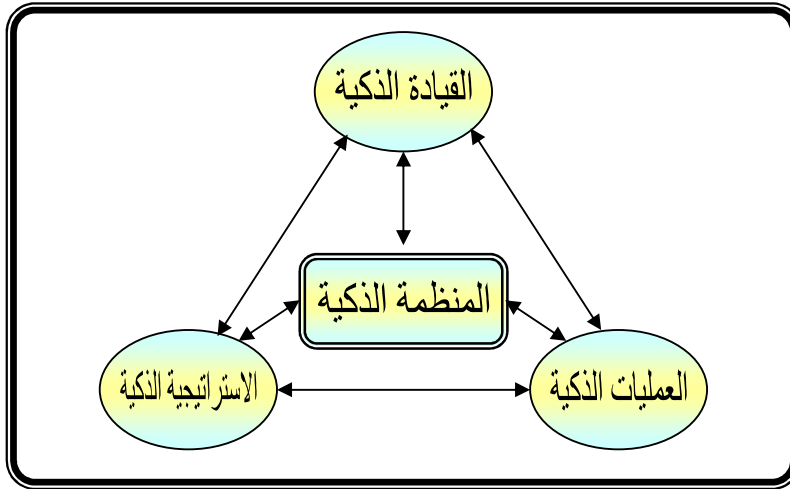 القيادة الذكية
المنظمة الذكية
العمليات الذكية
الاستراتيجية الذكية